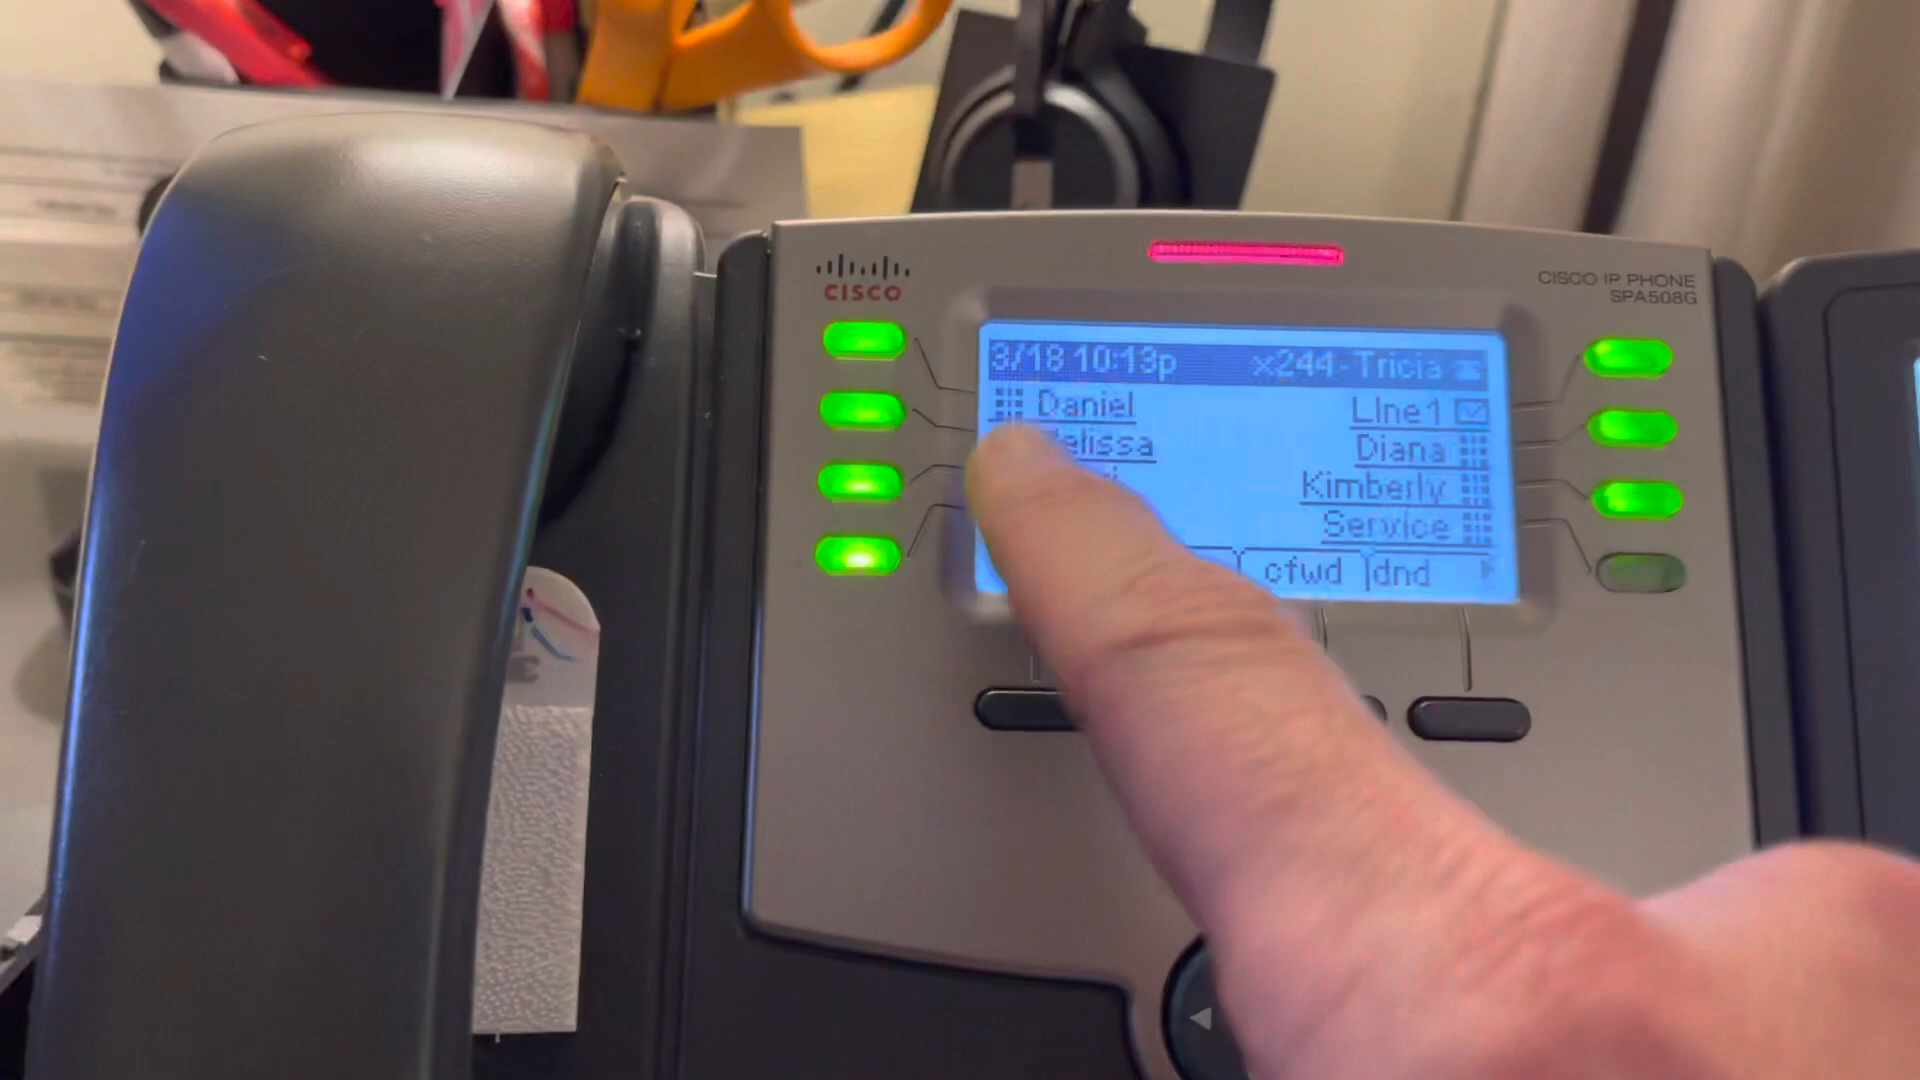 CISCO
CISCO IP PHONE
SPA508G
3/18 10:13p x244-Tricia
Daniel LIne1
elissa Diana
Kimberly
Service
cfwd dnd